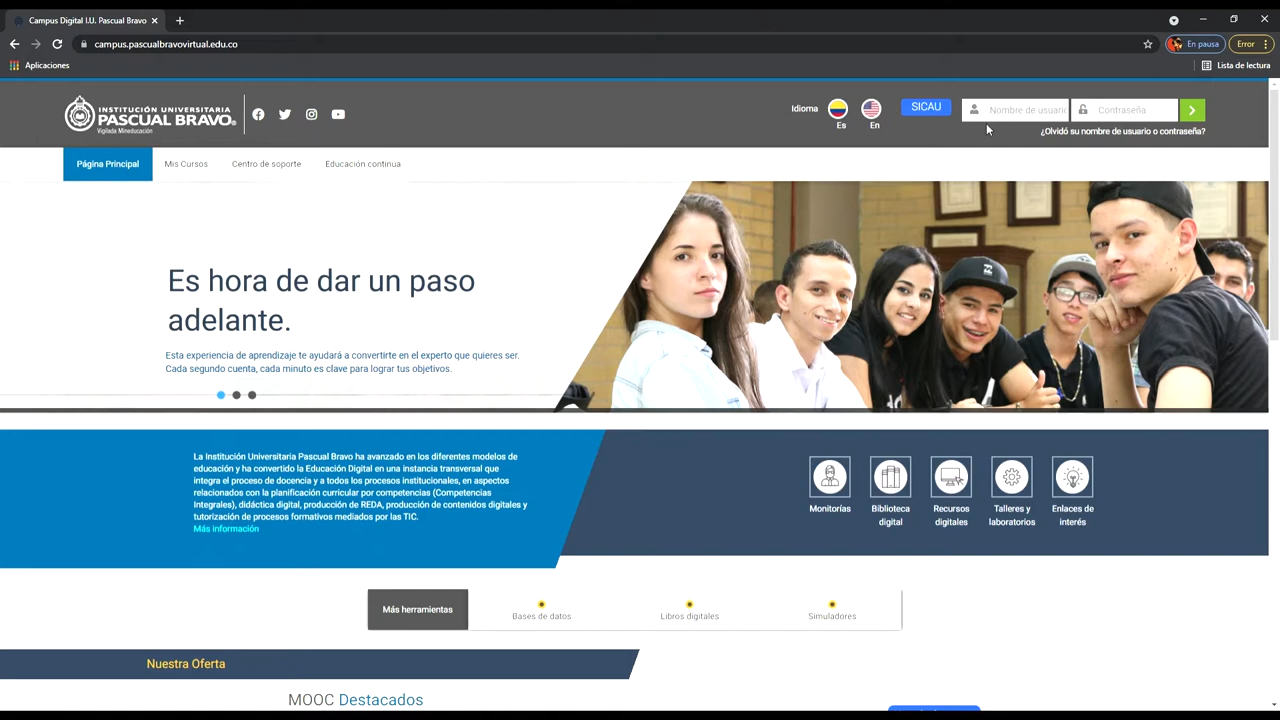 Campus Digital I.U. Pascual Bravo
campus.pascualbravovirtual.edu.co
En pausa
Error
Aplicaciones
Lista de lectura
INSTITUCIÓN UNIVERSITARIA
PASCUAL BRAVO®
Vigilada Mineducación
Idioma
Es
En
SICAU
Nombre de usuario
Contraseña
¿Olvidó su nombre de usuario o contraseña?
Página Principal
Mis Cursos
Centro de soporte
Educación continua
Es hora de dar un paso
adelante.
Esta experiencia de aprendizaje te ayudará a convertirte en el experto que quieres ser.
Cada segundo cuenta, cada minuto es clave para lograr tus objetivos.
La Institución Universitaria Pascual Bravo ha avanzado en los diferentes modelos de
educación y ha convertido la Educación Digital en una instancia transversal que
integra el proceso de docencia y a todos los procesos institucionales, en aspectos
relacionados con la planificación curricular por competencias (Competencias
Integrales), didáctica digital, producción de REDA, producción de contenidos digitales y
tutorización de procesos formativos mediados por las TIC.
Más información
Monitorías
Biblioteca
digital
Recursos
digitales
Talleres y
laboratorios
Enlaces de
interés
Más herramientas
Bases de datos
Libros digitales
Simuladores
Nuestra Oferta
MOOC Destacados